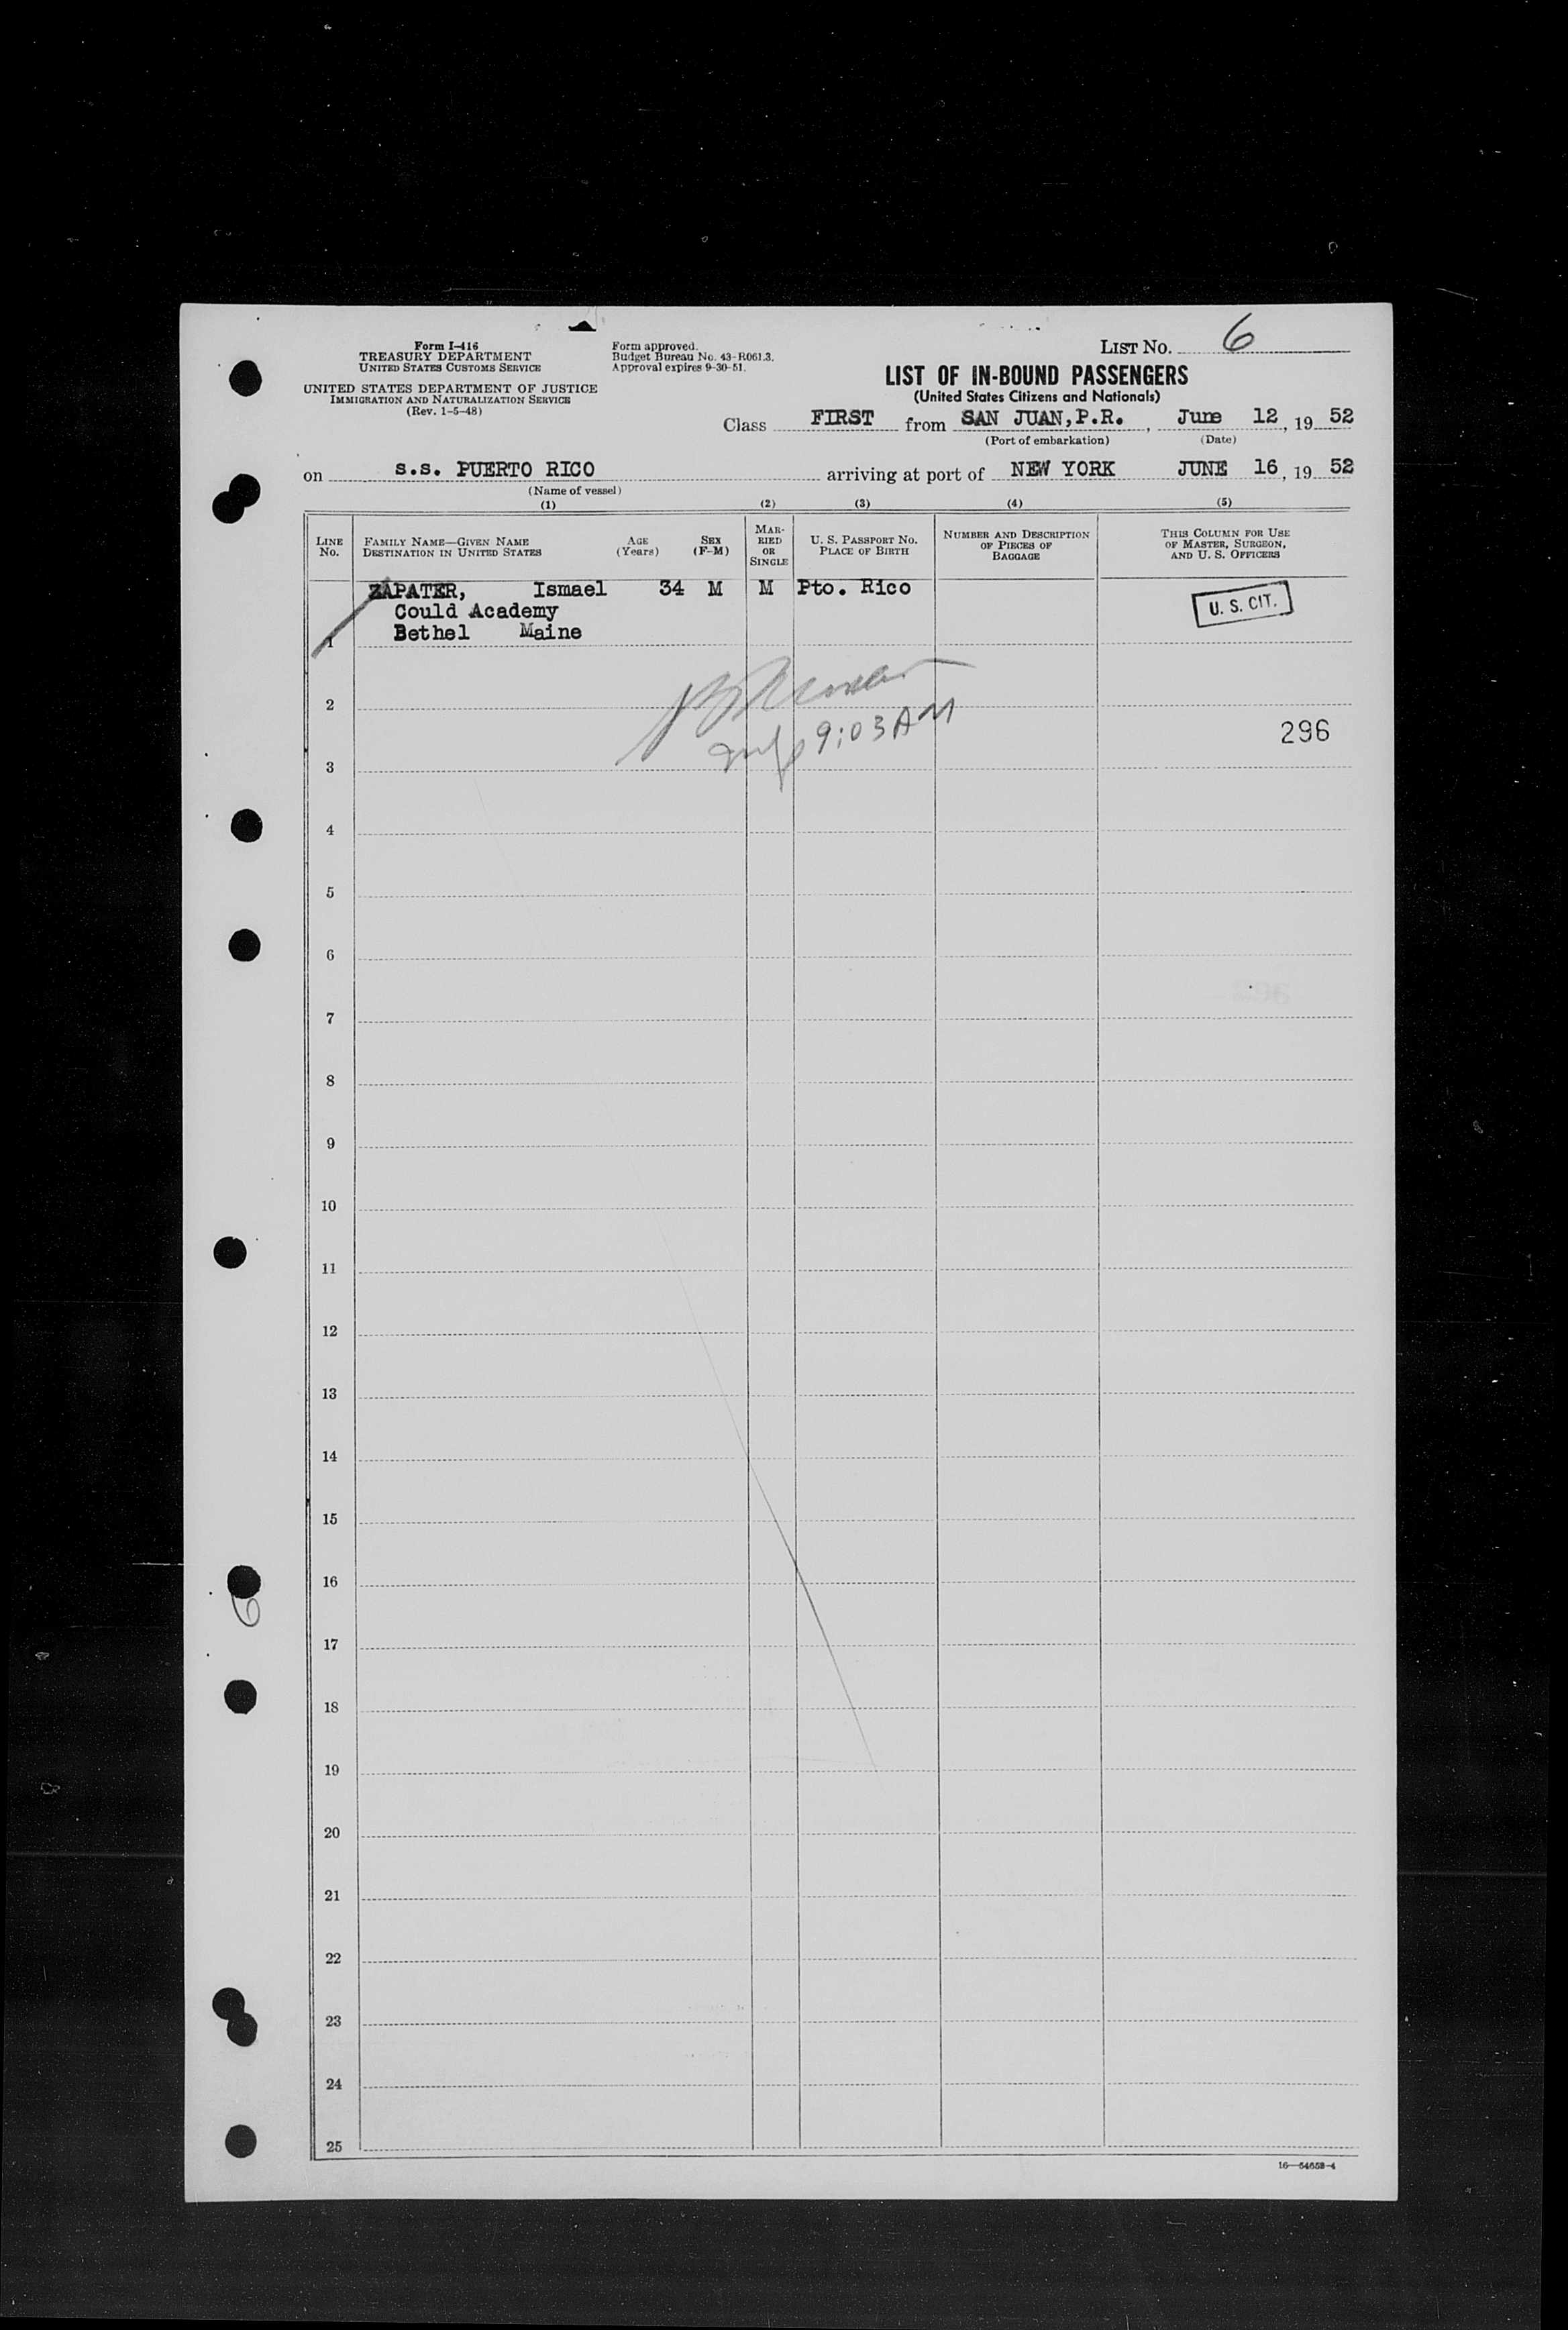 Form I-416
TREASURY DEPARTMENT
UNITED STATES CUSTOMS SERVICE
UNITED STATES DEPARTMENT OF JUSTICE
IMMIGRATION AND NATURALIZATION SERVICE
(Rev. 1-5-48)
Form approved.
Budget Bureau No. 43-R061.3.
Approval expires 9-30-51.
LIST No. 6
LIST OF IN-BOUND PASSENGERS
(United States Citizens and Nationals)
Class FIRST from SAN JUAN, P.R., June 12, 19 52
(Port of embarkation) (Date)
on s.s. PUERTO RICO arriving at port of NEW YORK JUNE 16, 19 52
(Name of vessel)
(1) (2) (3) (4) (5)
LINE No. FAMILY NAME—GIVEN NAME DESTINATION IN UNITED STATES AGE (Years) SEX (F-M) MARRIED OR SINGLE U. S. PASSPORT No. PLACE OF BIRTH NUMBER AND DESCRIPTION OF PIECES OF BAGGAGE THIS COLUMN FOR USE OF MASTER, SURGEON, AND U. S. OFFICERS
ZAPATER, Ismael 34 M M Pto. Rico
U. S. CIT.
Could Academy
1 Bethel Maine
2
9:03 AM
296
3
4
5
6
7
8
9
10
11
12
13
14
15
16
6
17
18
19
20
21
22
23
24
25
16—54652-4